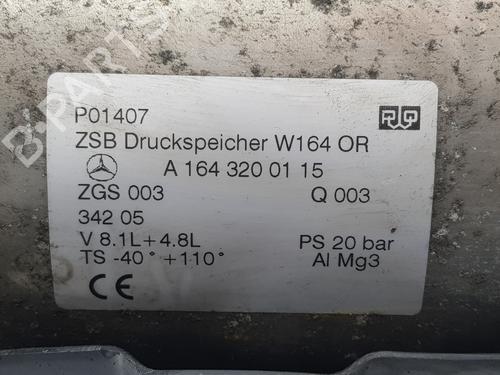 P01407
ZSB Druckspeicher W164 OR
A 164 320 01 15
ZGS 003 Q 003
342 05
V 8.1L+4.8L PS 20 bar
TS -40° +110° Al Mg3
CE
B-PARTS